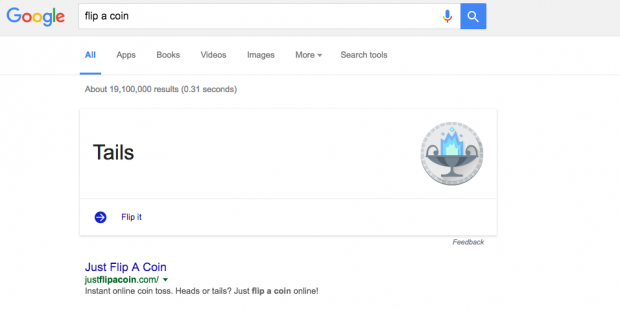 Google flip a coin
All Apps Books Videos Images More Search tools
About 19,100,000 results (0.31 seconds)
Tails
Flip it
Feedback
Just Flip A Coin
justflipacoin.com/
Instant online coin toss. Heads or tails? Just flip a coin online!